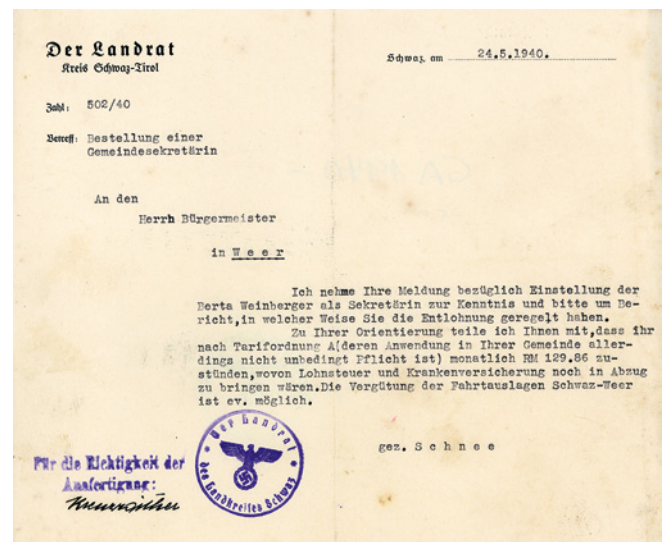 Der Landrat
Kreis Schwaz-Tirol
Schwaz, am 24.5.1940.
Zahl: 502/40
Betreff: Bestellung einer
Gemeindesekretärin
GA 1940
An den
Herrh Bürgermeister
in W e e r
Ich nehme Ihre Meldung bezüglich Einstellung der
Berta Weinberger als Sekretärin zur Kenntnis und bitte um Be-
richt,in welcher Weise Sie die Entlohnung geregelt haben.
Zu Ihrer Orientierung teile ich Ihnen mit,dass ihr
nach Tarifordnung A(deren Anwendung in Ihrer Gemeinde aller-
dings nicht unbedingt Pflicht ist) monatlich RM 129.86 zu-
stünden,wovon Lohnsteuer und Krankenversicherung noch in Abzug
zu bringen wären.Die Vergütung der Fahrtauslagen Schwaz-Weer
ist ev. möglich.
gez. S c h n e e
Der Landrat
des Landkreises Schwaz
Für die Richtigkeit der
Ausfertigung: